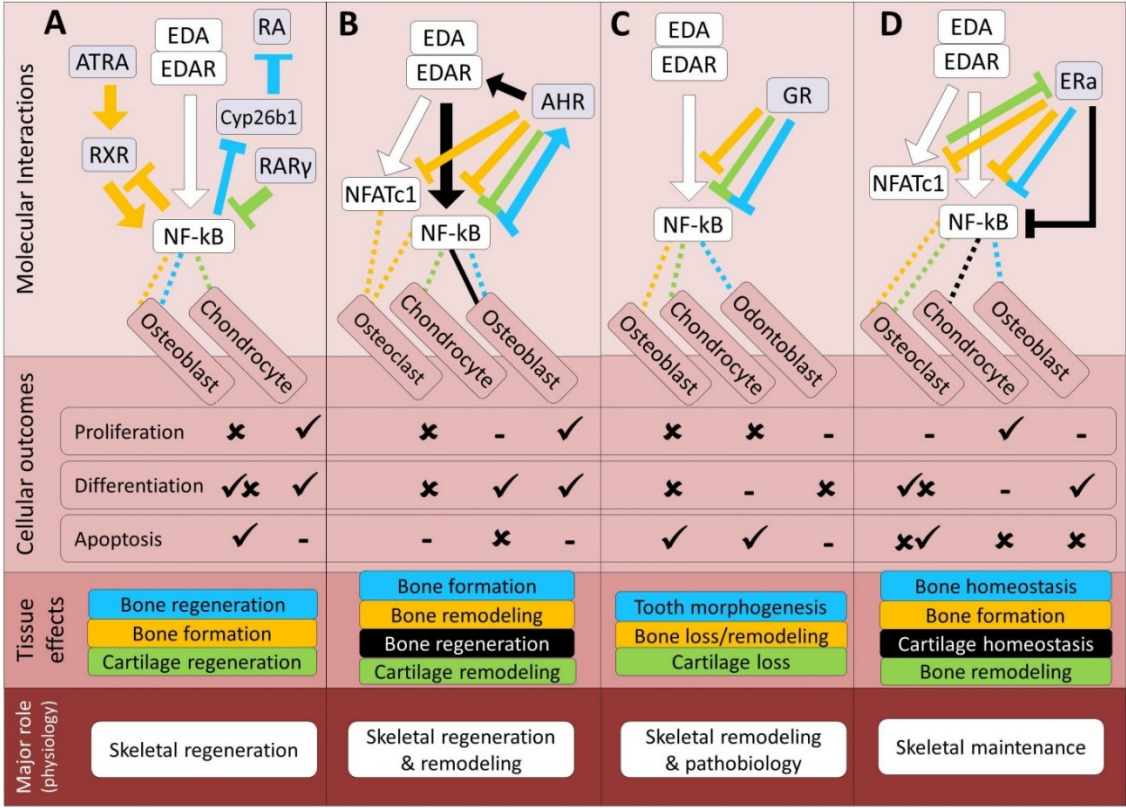 Molecular Interactions
A
ATRA
RXR
EDA
EDAR
RA
Cyp26b1
RARγ
NF-kB
Osteoblast
Chondrocyte
B
EDA
EDAR
AHR
NFATc1
NF-kB
Osteoclast
Chondrocyte
Osteoblast
C
EDA
EDAR
GR
NF-kB
Osteoblast
Chondrocyte
Odontoblast
D
EDA
EDAR
ERa
NFATc1
NF-kB
Osteoclast
Chondrocyte
Osteoblast
Cellular outcomes
Proliferation ✘ ✓ ✘ - ✓ ✘ ✘ - - ✓ -
Differentiation ✓✘ ✓ ✘ ✓ ✓ ✘ - ✘ ✓✘ - ✓
Apoptosis ✓ - - ✘ - ✓ ✓ - ✘✓ ✘ ✘
Tissue
effects
Bone regeneration
Bone formation
Cartilage regeneration
Bone formation
Bone remodeling
Bone regeneration
Cartilage remodeling
Tooth morphogenesis
Bone loss/remodeling
Cartilage loss
Bone homeostasis
Bone formation
Cartilage homeostasis
Bone remodeling
Major role
(physiology)
Skeletal regeneration
Skeletal regeneration
& remodeling
Skeletal remodeling
& pathobiology
Skeletal maintenance